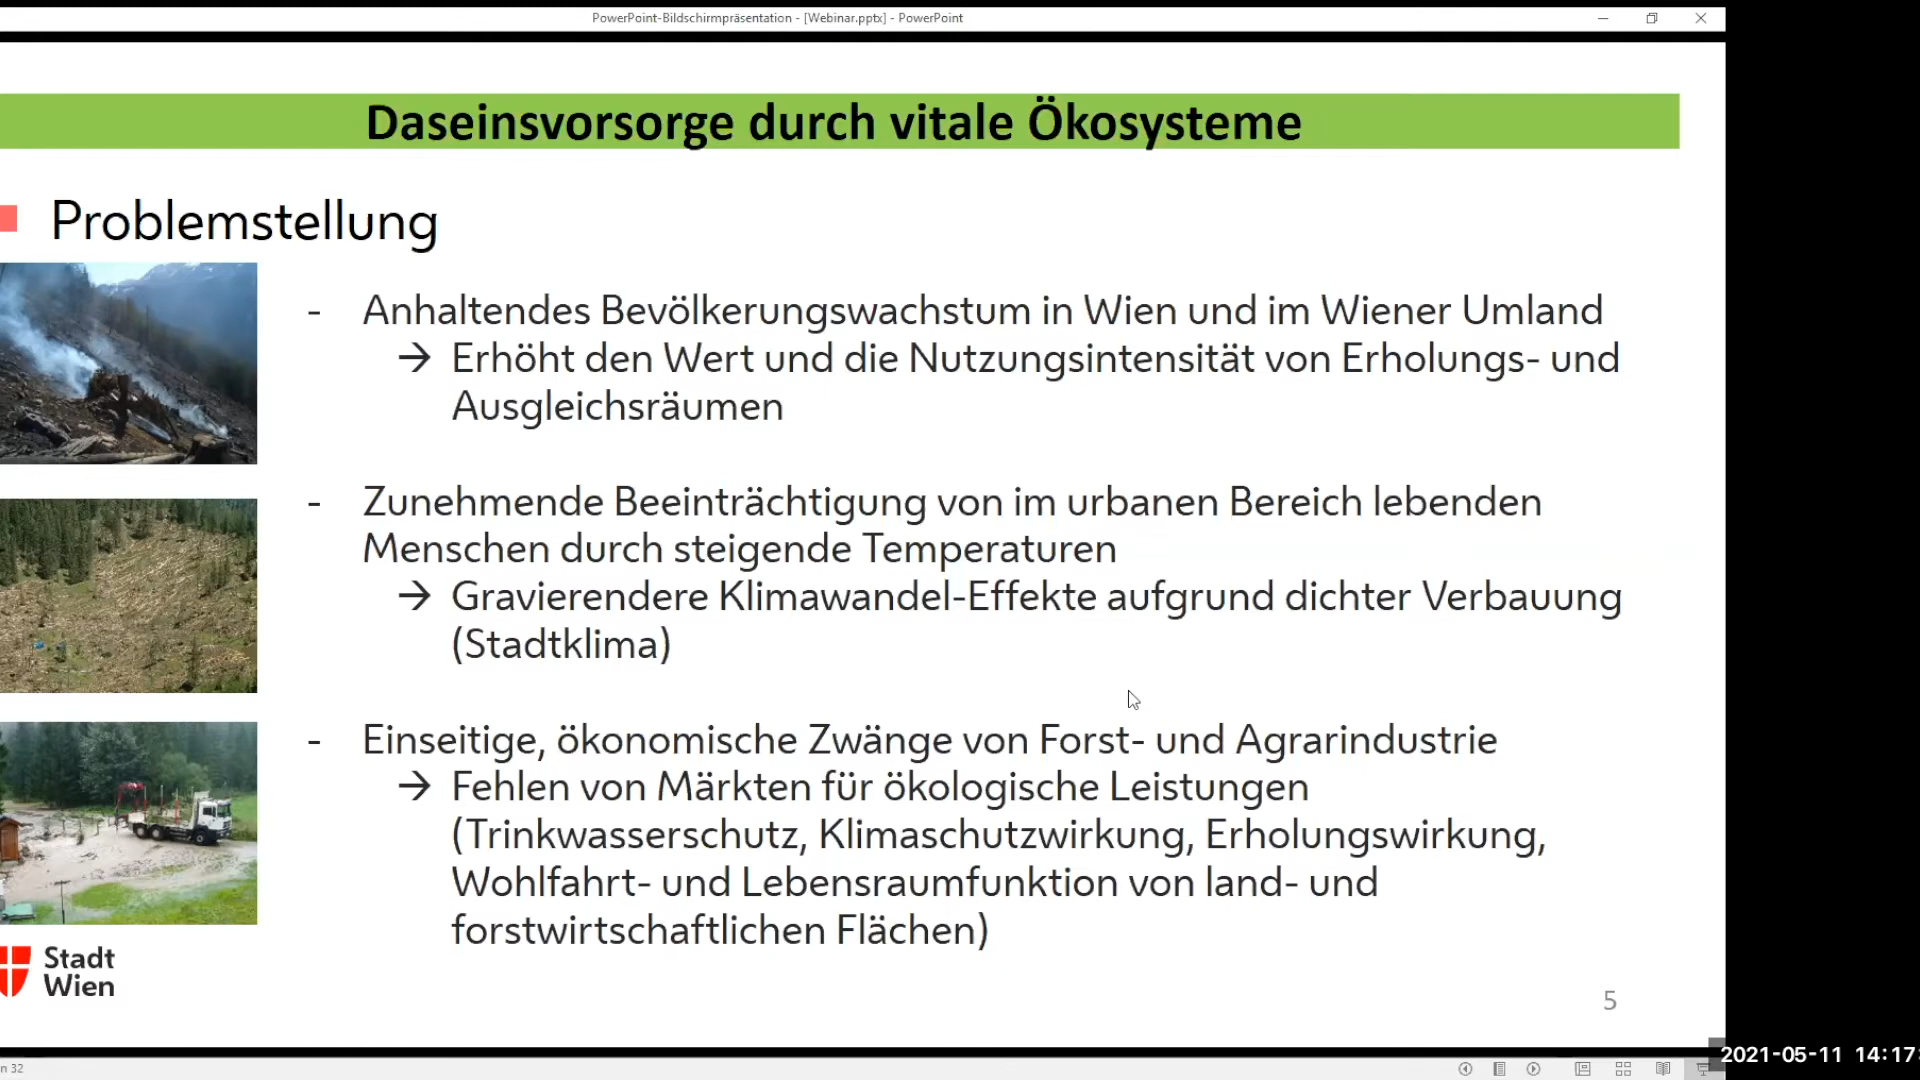 PowerPoint-Bildschirmpräsentation - [Webinar.pptx] - PowerPoint
Daseinsvorsorge durch vitale Ökosysteme
Problemstellung
- Anhaltendes Bevölkerungswachstum in Wien und im Wiener Umland
→ Erhöht den Wert und die Nutzungsintensität von Erholungs- und
Ausgleichsräumen
- Zunehmende Beeinträchtigung von im urbanen Bereich lebenden
Menschen durch steigende Temperaturen
→ Gravierendere Klimawandel-Effekte aufgrund dichter Verbauung
(Stadtklima)
- Einseitige, ökonomische Zwänge von Forst- und Agrarindustrie
→ Fehlen von Märkten für ökologische Leistungen
(Trinkwasserschutz, Klimaschutzwirkung, Erholungswirkung,
Wohlfahrt- und Lebensraumfunktion von land- und
forstwirtschaftlichen Flächen)
Stadt
Wien
5
n 32
2021-05-11 14:17: